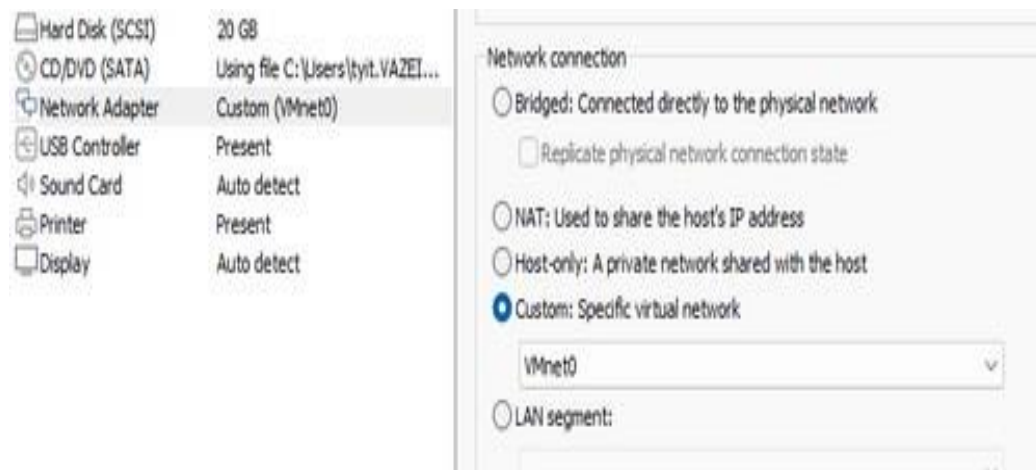 Hard Disk (SCSI) 20 GB
CD/DVD (SATA) Using file C:\Users\tyit.VAZEI...
Network Adapter Custom (VMnet0)
USB Controller Present
Sound Card Auto detect
Printer Present
Display Auto detect
Network connection
Bridged: Connected directly to the physical network
Replicate physical network connection state
NAT: Used to share the host's IP address
Host-only: A private network shared with the host
Custom: Specific virtual network
VMnet0
LAN segment: